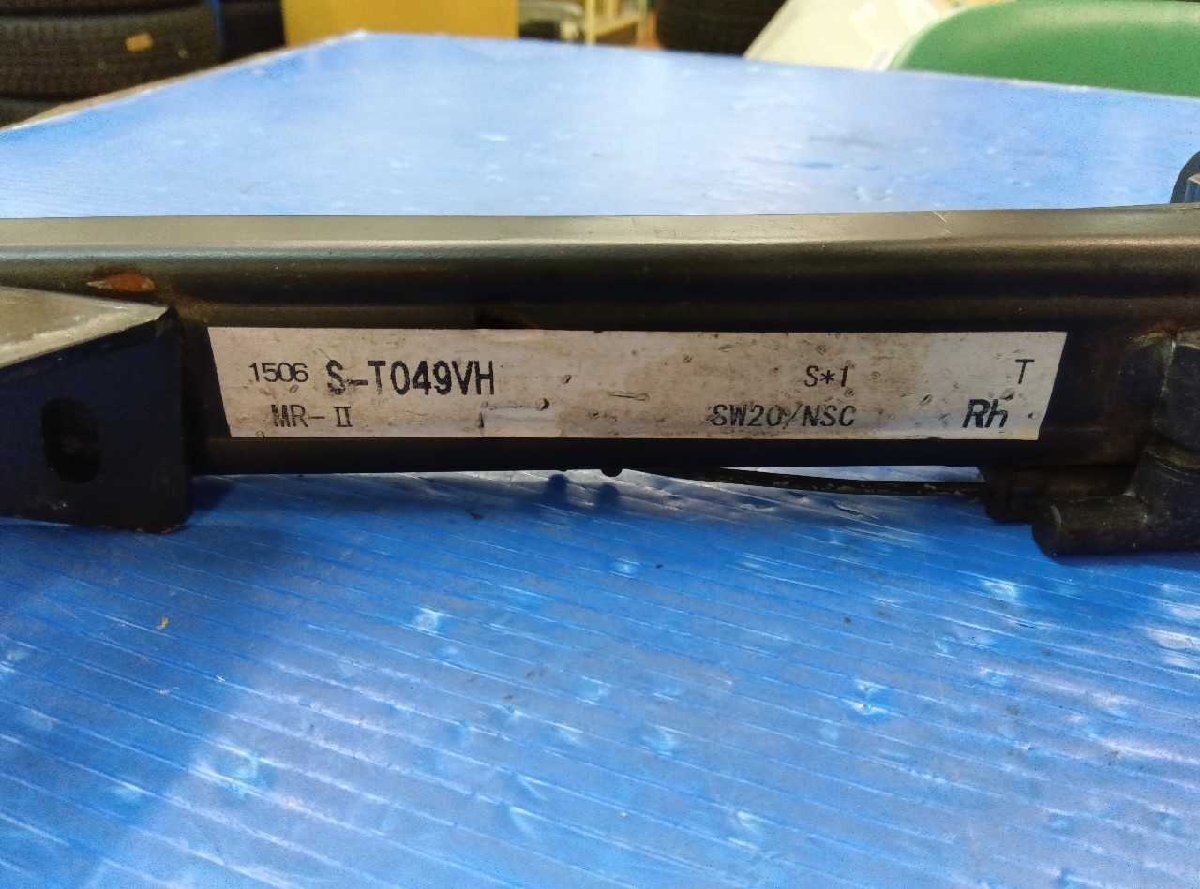 1506 S-T049VH S*1 T
MR-Ⅱ SW20/NSC Rh